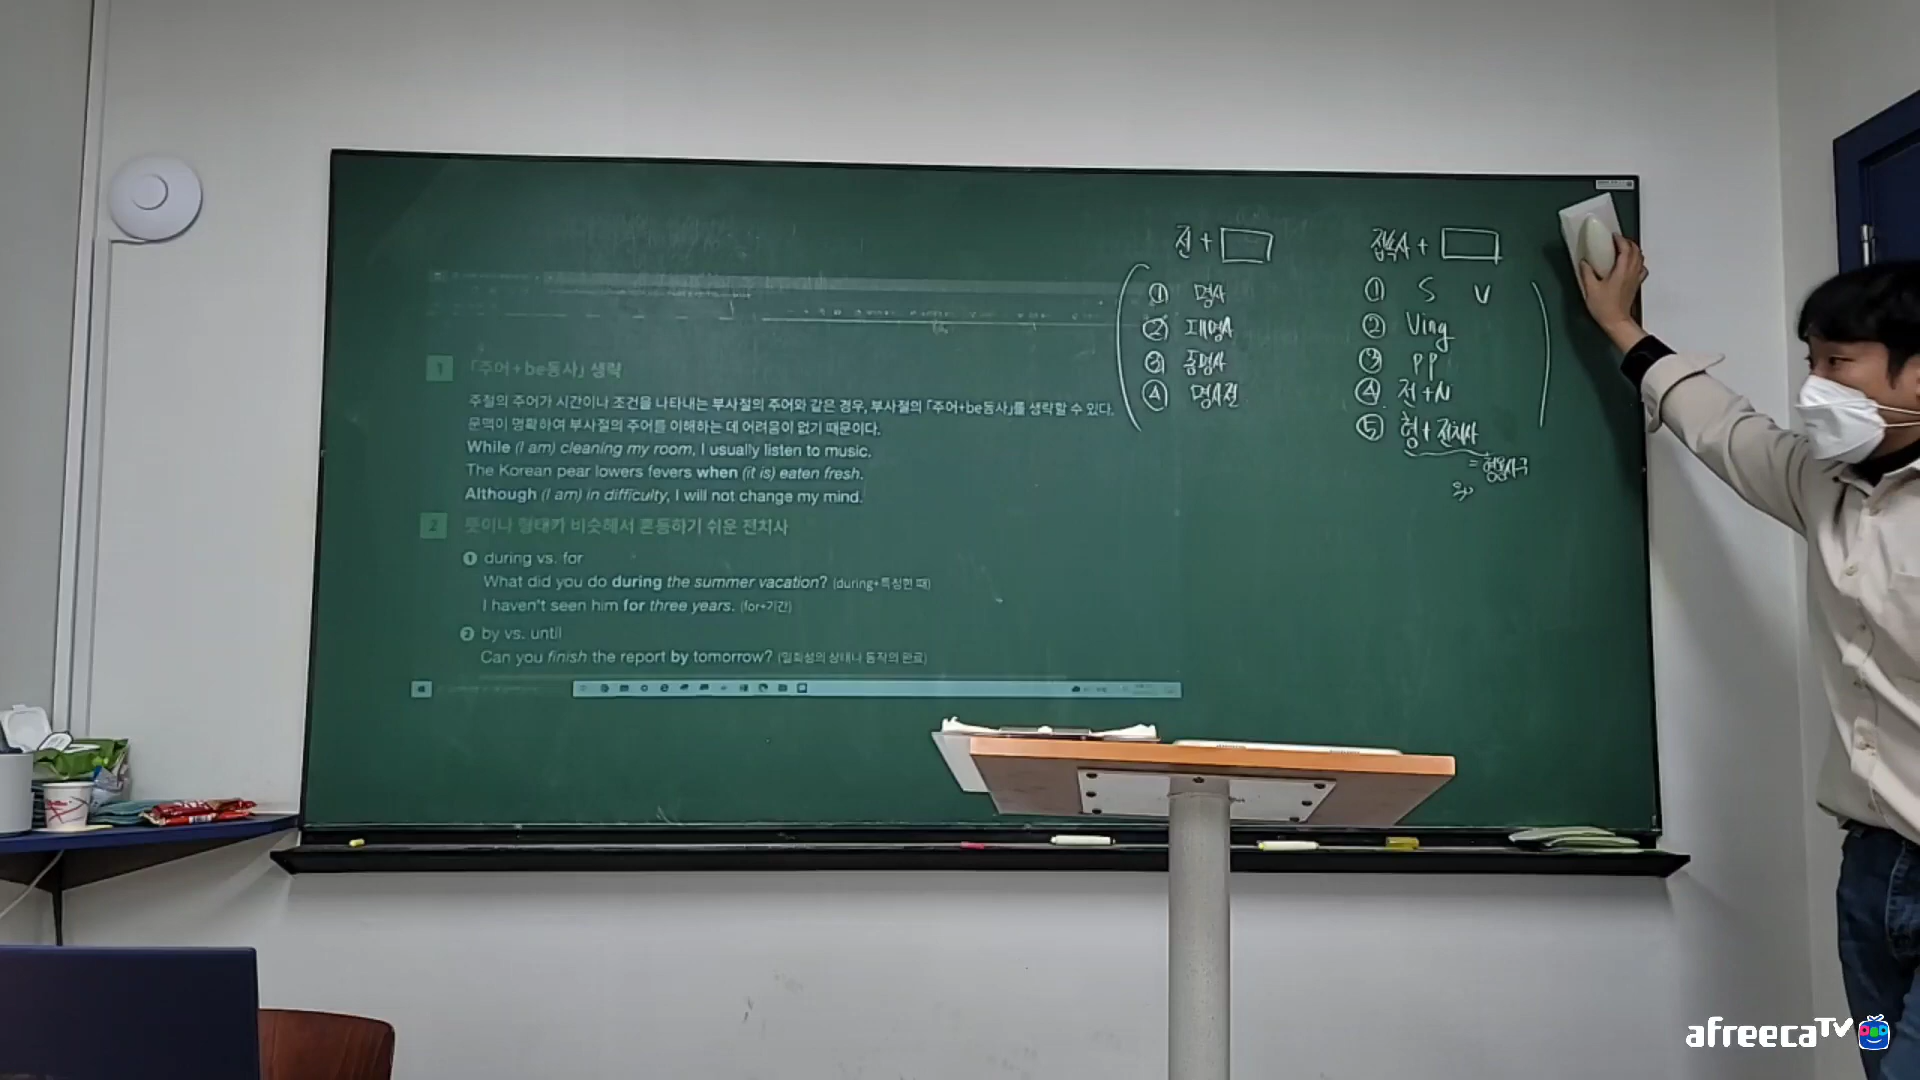 1 「주어+be동사」 생략
주절의 주어가 시간이나 조건을 나타내는 부사절의 주어와 같은 경우, 부사절의 「주어+be동사」를 생략할 수 있다.
문맥이 명확하여 부사절의 주어를 이해하는 데 어려움이 없기 때문이다.
While (I am) cleaning my room, I usually listen to music.
The Korean pear lowers fevers when (it is) eaten fresh.
Although (I am) in difficulty, I will not change my mind.
2 뜻이나 형태가 비슷해서 혼동하기 쉬운 전치사
❶ during vs. for
What did you do during the summer vacation? (during+특정한 때)
I haven't seen him for three years. (for+기간)
❷ by vs. until
Can you finish the report by tomorrow? (일회성의 상태나 동작의 완료)
전 +
① 명사
② 대명사
③ 동명사
④ 명사절
접속사 +
① S V
② Ving
③ pp
④ 전+N
⑤ 형+전치사
= 형용사구
afreecaTV